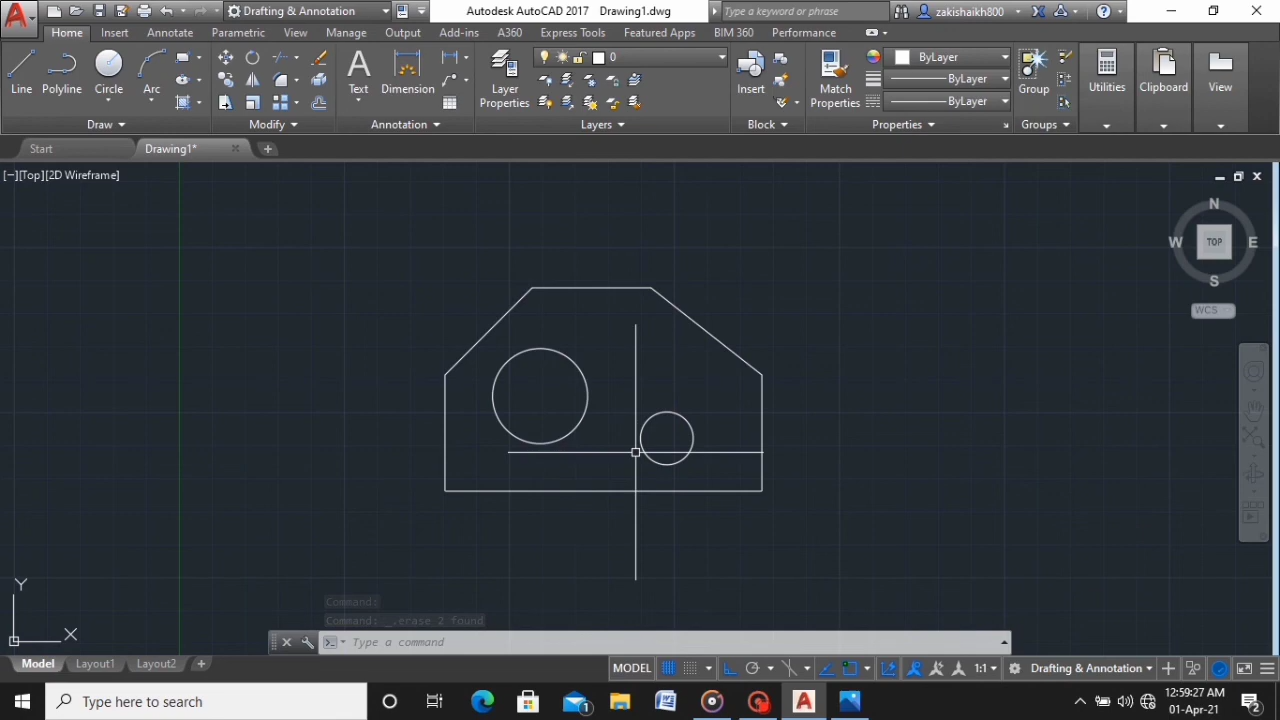 Drafting & Annotation
Autodesk AutoCAD 2017 Drawing1.dwg
Type a keyword or phrase
zakishaikh800
Home Insert Annotate Parametric View Manage Output Add-ins A360 Express Tools Featured Apps BIM 360 Performance
Line Polyline Circle Arc
Text Dimension
Layer Properties
0
Insert
Match Properties
ByLayer
ByLayer
ByLayer
Group
Utilities
Clipboard
View
Draw Modify Annotation Layers Block Properties Groups
Start Drawing1*
[−][Top][2D Wireframe]
N
W TOP E
S
WCS
Y
X
Command:
Command: _.erase 2 found
Type a command
Model Layout1 Layout2
MODEL 1:1 Drafting & Annotation
Type here to search
W
1
12:59:27 AM
01-Apr-21
2